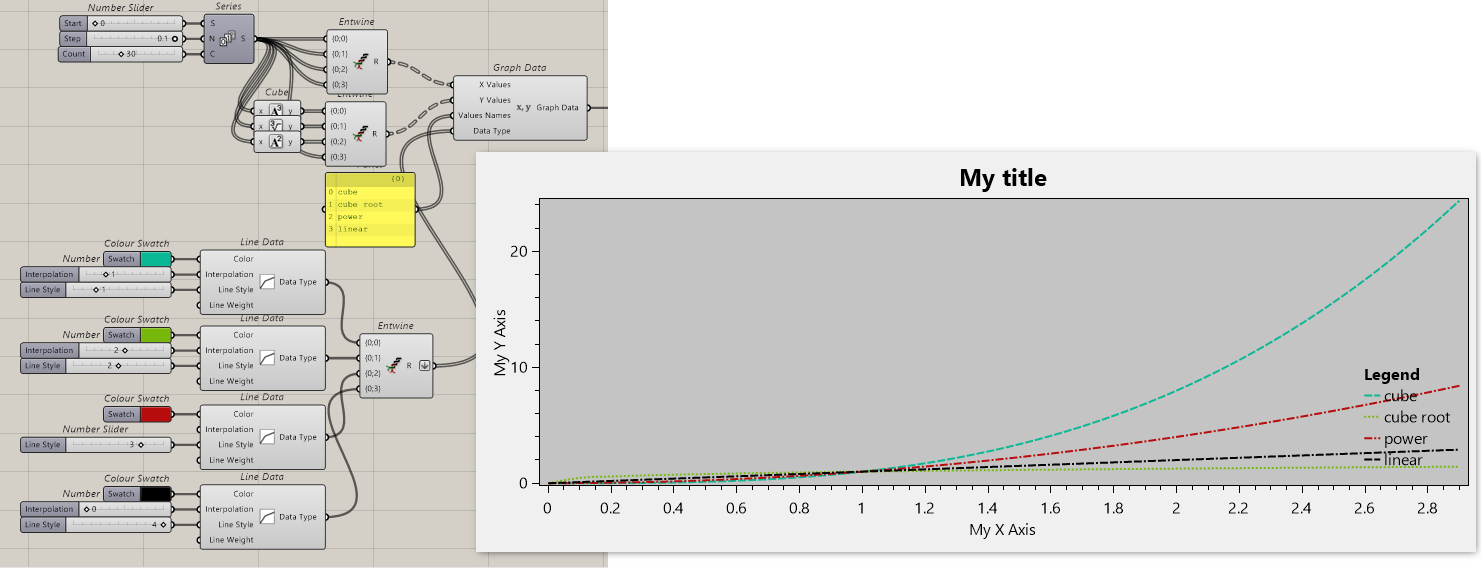 Number Slider
Series
Start 0
Step 0.1
Count 30
S
N
C
S
Entwine
{0;0}
{0;1}
{0;2}
{0;3}
R
Cube
x A³ y
x ³√ y
x A² y
{0;0}
{0;1}
{0;2}
{0;3}
R
Graph Data
X Values
Y Values
Values Names
Data Type
x, y
Graph Data
{0}
0 cube
1 cube root
2 power
3 linear
Colour Swatch
Number
Swatch
Interpolation 1
Line Style 1
Line Data
Color
Interpolation
Line Style
Line Weight
Data Type
Colour Swatch
Number
Swatch
Interpolation 2
Line Style 2
Line Data
Color
Interpolation
Line Style
Line Weight
Data Type
Entwine
{0;0}
{0;1}
{0;2}
{0;3}
R
Colour Swatch
Swatch
Number Slider
Line Style 3
Line Data
Color
Interpolation
Line Style
Line Weight
Data Type
Colour Swatch
Number
Swatch
Interpolation 0
Line Style 4
Line Data
Color
Interpolation
Line Style
Line Weight
Data Type
My title
My Y Axis
20
10
0
Legend
cube
cube root
power
linear
0 0.2 0.4 0.6 0.8 1 1.2 1.4 1.6 1.8 2 2.2 2.4 2.6 2.8
My X Axis